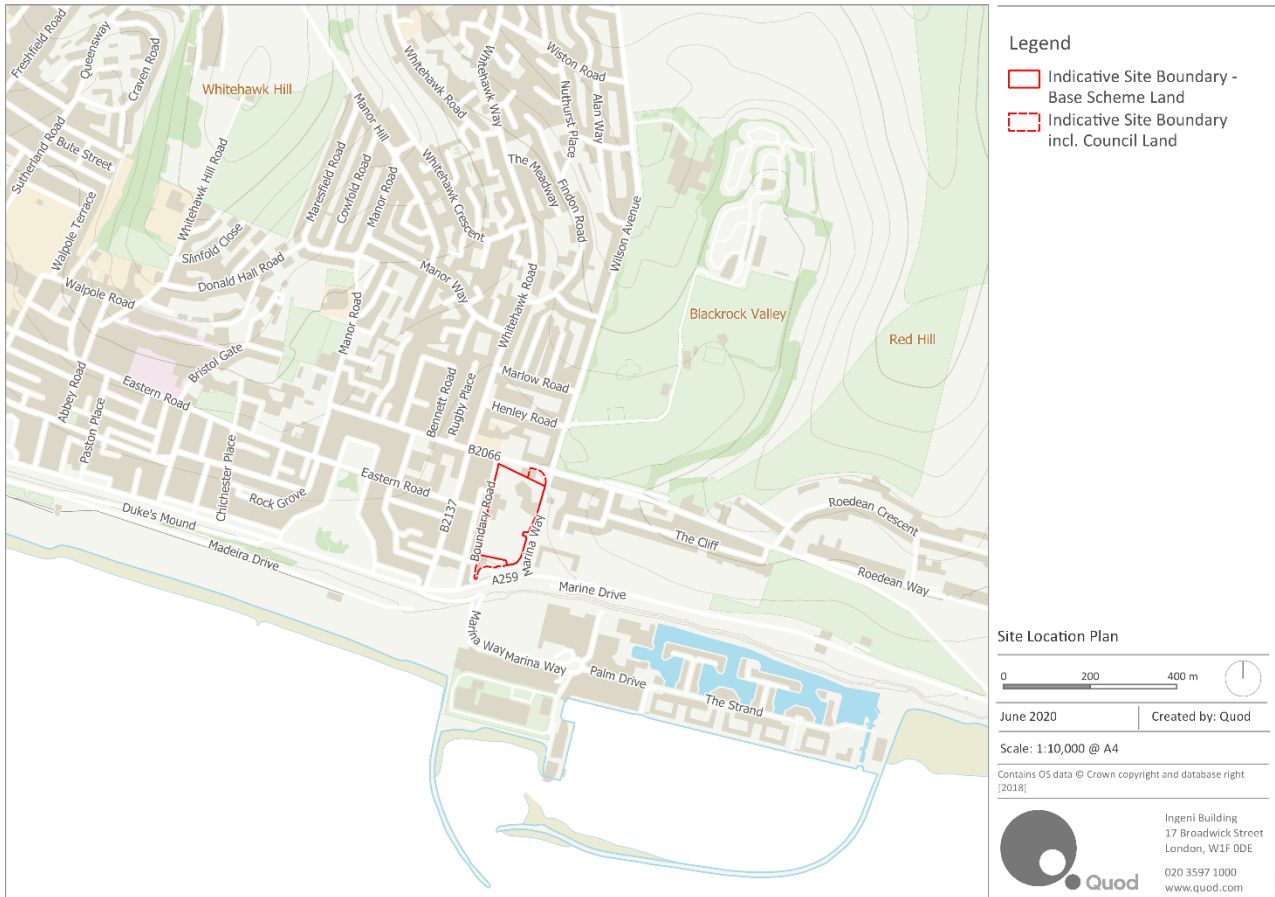 Freshfield Road
Queensway
Craven Road
Whitehawk Hill
Sutherland Road
Bute Street
Whitehawk Hill Road
Walpole Terrace
Slinfold Close
Donald Hall Road
Walpole Road
Maresfield Road
Cowfold Road
Manor Road
Manor Hill
Whitehawk Road
Whitehawk Way
Whitehawk Crescent
Wiston Road
Nuthurst Place
Alan Way
The Meadway
Findon Road
Wilson Avenue
Manor Way
Whitehawk Road
Manor Road
Blackrock Valley
Red Hill
Abbey Road
Paston Place
Eastern Road
Bristol Gate
Chichester Place
Rock Grove
Bennett Road
Rugby Place
Marlow Road
Henley Road
B2066
Eastern Road
B2137
Boundary Road
Marina Way
Duke's Mound
Madeira Drive
A259
The Cliff
Roedean Crescent
Roedean Way
Marine Drive
Marina Way
Marina Way
Palm Drive
The Strand
Legend
Indicative Site Boundary -
Base Scheme Land
Indicative Site Boundary
incl. Council Land
Site Location Plan
0 200 400 m
June 2020 Created by: Quod
Scale: 1:10,000 @ A4
Contains OS data © Crown copyright and database right
[2018]
Quod
Ingeni Building
17 Broadwick Street
London, W1F 0DE
020 3597 1000
www.quod.com